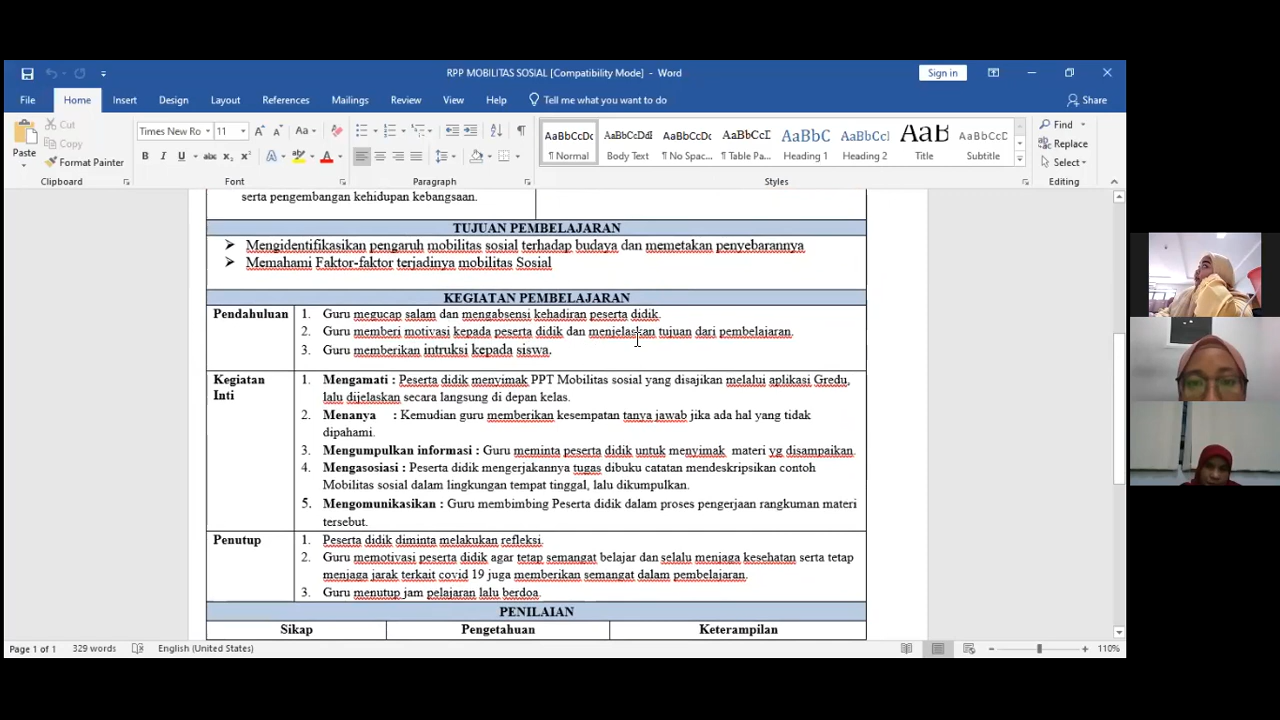 RPP MOBILITAS SOSIAL [Compatibility Mode] - Word
Sign in
File Home Insert Design Layout References Mailings Review View Help Tell me what you want to do Share
Paste
Cut
Copy
Format Painter
Clipboard
Times New Ro 11
Font
Paragraph
AaBbCcDc AaBbCcDdI AaBbCcDc AaBbCcD AaBbC AaBbCcI AaB AaBbCcD
¶ Normal Body Text ¶ No Spac... ¶ Table Pa... Heading 1 Heading 2 Title Subtitle
Styles
Find
Replace
Select
Editing
serta pengembangan kehidupan kebangsaan.
TUJUAN PEMBELAJARAN
➢ Mengidentifikasikan pengaruh mobilitas sosial terhadap budaya dan memetakan penyebarannya
➢ Memahami Faktor-faktor terjadinya mobilitas Sosial
KEGIATAN PEMBELAJARAN
Pendahuluan
1. Guru megucap salam dan mengabsensi kehadiran peserta didik.
2. Guru memberi motivasi kepada peserta didik dan menjelaskan tujuan dari pembelajaran.
3. Guru memberikan intruksi kepada siswa.
Kegiatan
Inti
1. Mengamati : Peserta didik menyimak PPT Mobilitas sosial yang disajikan melalui aplikasi Gredu,
lalu dijelaskan secara langsung di depan kelas.
2. Menanya : Kemudian guru memberikan kesempatan tanya jawab jika ada hal yang tidak
dipahami.
3. Mengumpulkan informasi : Guru meminta peserta didik untuk menyimak materi yg disampaikan.
4. Mengasosiasi : Peserta didik mengerjakannya tugas dibuku catatan mendeskripsikan contoh
Mobilitas sosial dalam lingkungan tempat tinggal, lalu dikumpulkan.
5. Mengomunikasikan : Guru membimbing Peserta didik dalam proses pengerjaan rangkuman materi
tersebut.
Penutup
1. Peserta didik diminta melakukan refleksi.
2. Guru memotivasi peserta didik agar tetap semangat belajar dan selalu menjaga kesehatan serta tetap
menjaga jarak terkait covid 19 juga memberikan semangat dalam pembelajaran.
3. Guru menutup jam pelajaran lalu berdoa.
PENILAIAN
Sikap Pengetahuan Keterampilan
Page 1 of 1 329 words English (United States) 110%